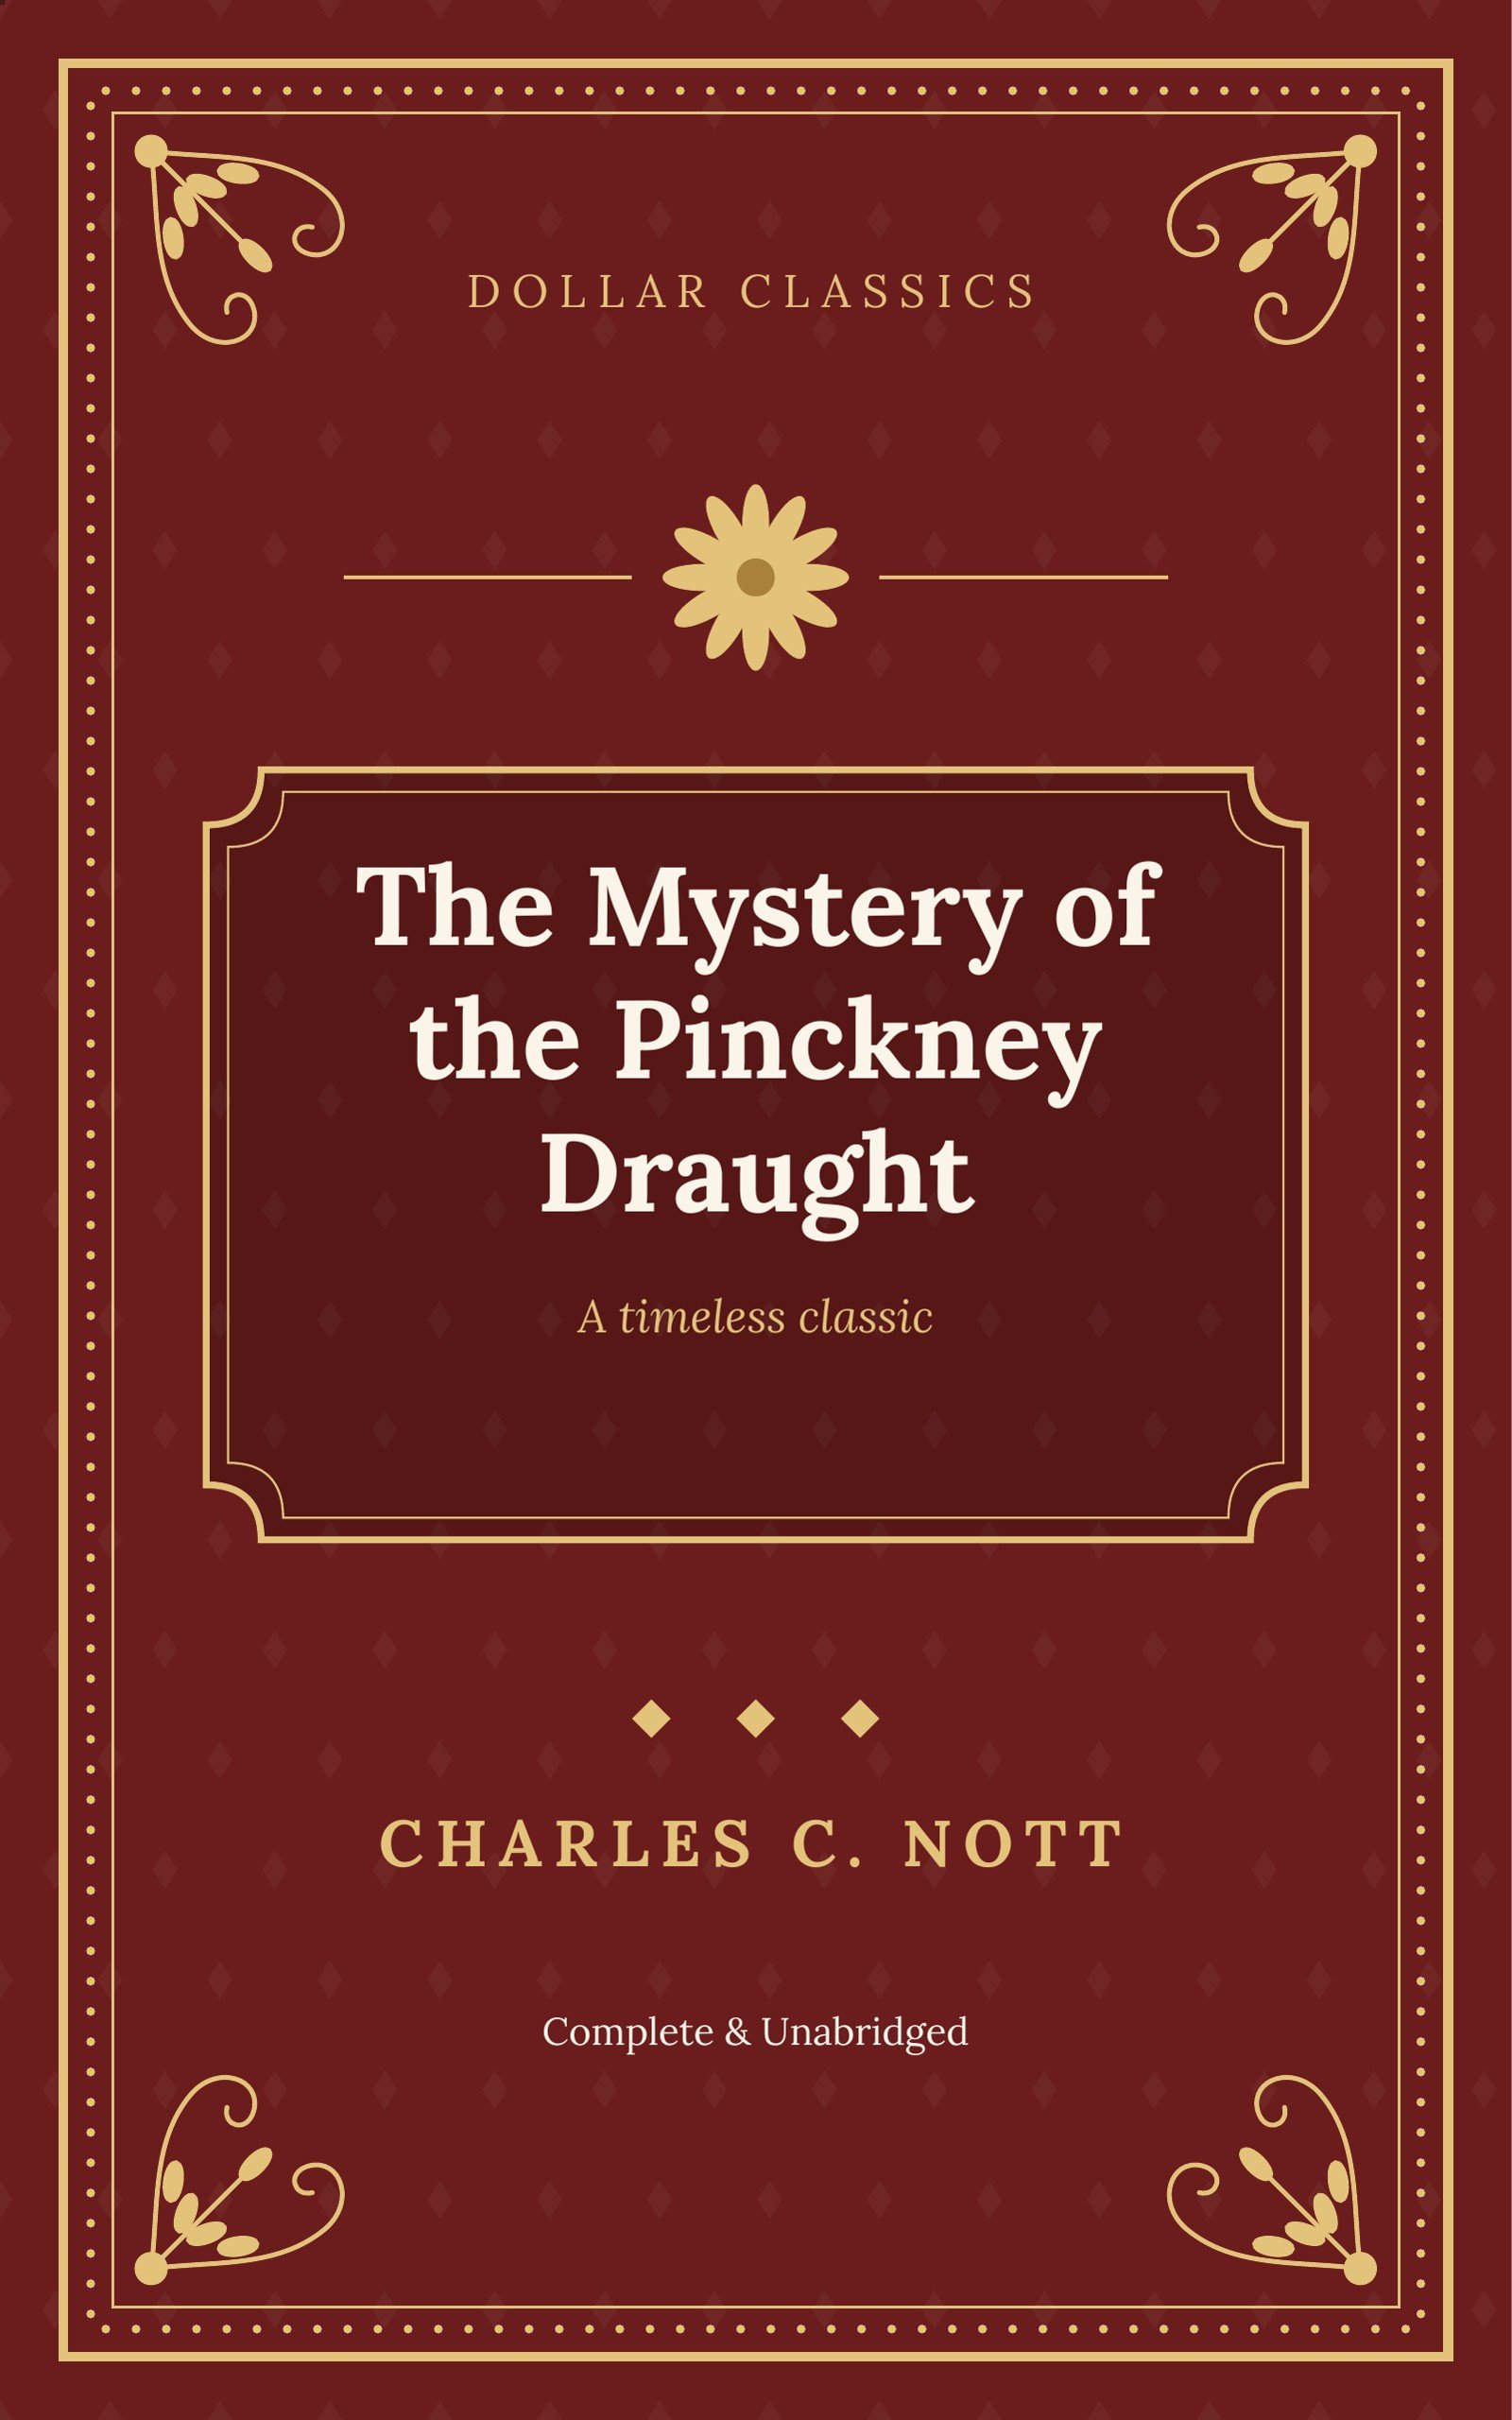 DOLLAR CLASSICS
The Mystery of
the Pinckney
Draught
A timeless classic
CHARLES C. NOTT
Complete & Unabridged